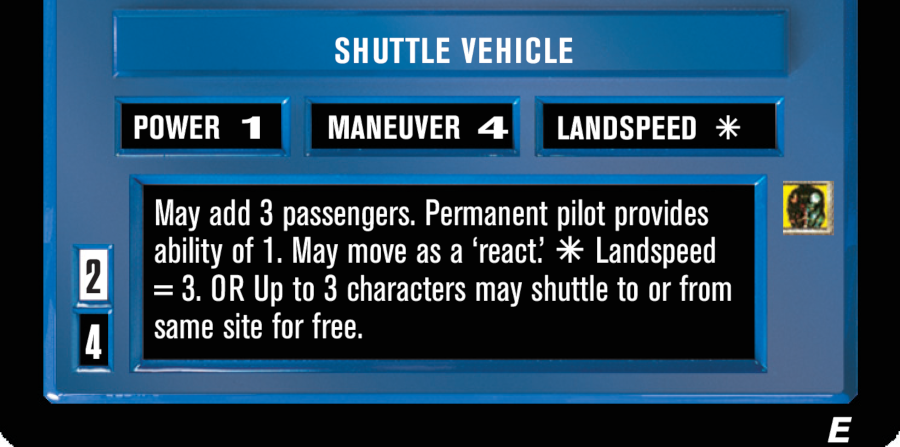 SHUTTLE VEHICLE
POWER 1 MANEUVER 4 LANDSPEED ✳
May add 3 passengers. Permanent pilot provides
ability of 1. May move as a ‘react.’ ✳ Landspeed
= 3. OR Up to 3 characters may shuttle to or from
same site for free.
2
4
E